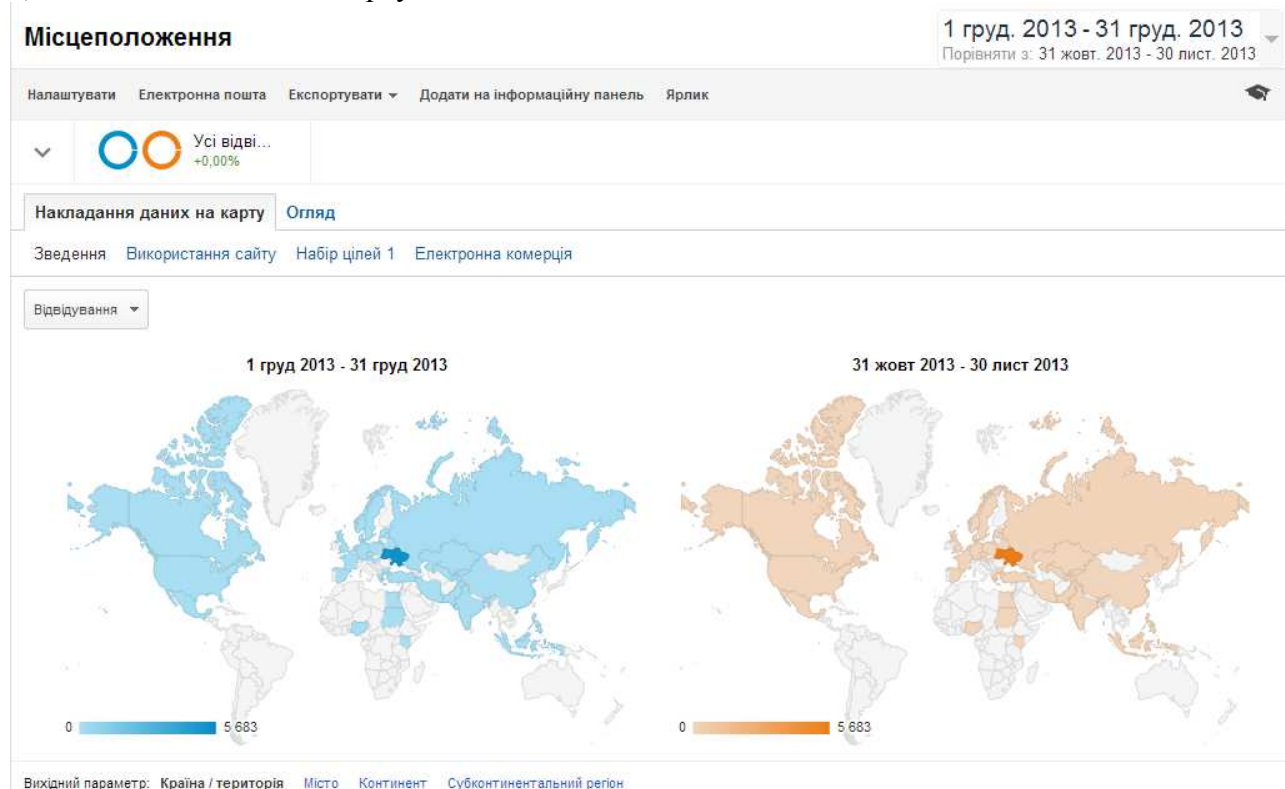 Місцеположення
1 груд. 2013 - 31 груд. 2013
Порівняти з: 31 жовт. 2013 - 30 лист. 2013
Налаштувати Електронна пошта Експортувати Додати на інформаційну панель Ярлик
Усі відві...
+0,00%
Накладання даних на карту Огляд
Зведення Використання сайту Набір цілей 1 Електронна комерція
Відвідування
1 груд 2013 - 31 груд 2013 31 жовт 2013 - 30 лист 2013
0 5 683 0 5 683
Вихідний параметр: Країна / територія Місто Континент Субконтинентальний регіон